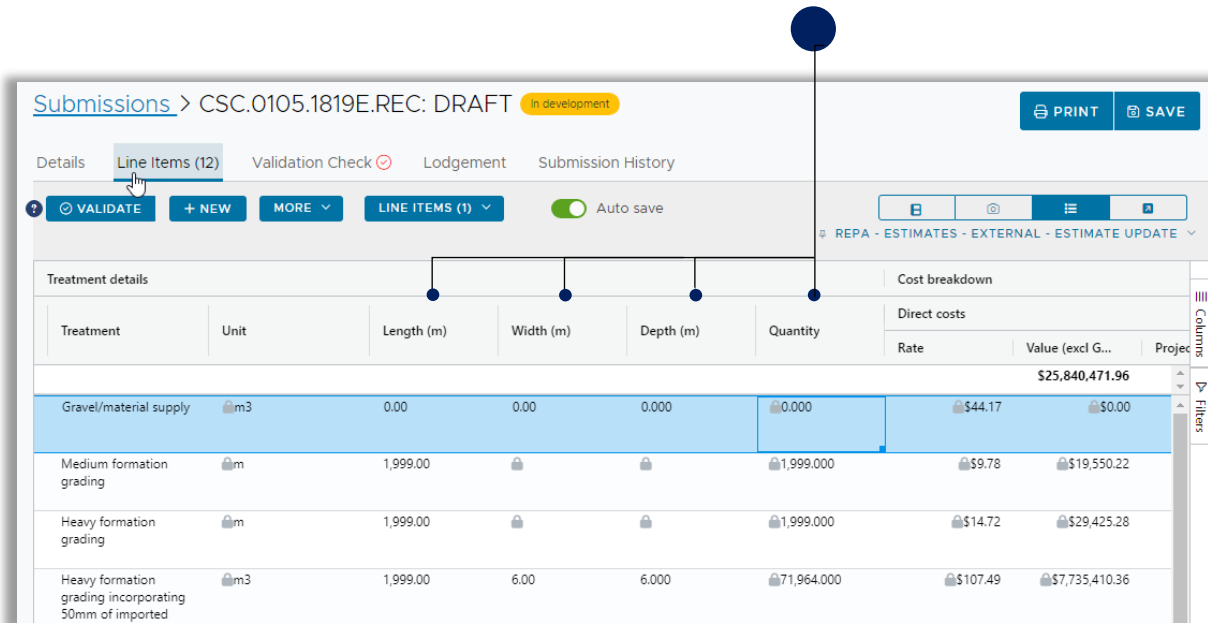 Submissions > CSC.0105.1819E.REC: DRAFT In development
PRINT SAVE
Details Line Items (12) Validation Check Lodgement Submission History
? VALIDATE + NEW MORE LINE ITEMS (1) Auto save
REPA - ESTIMATES - EXTERNAL - ESTIMATE UPDATE
Treatment details Cost breakdown
Direct costs
Treatment Unit Length (m) Width (m) Depth (m) Quantity
Rate Value (excl G... Projec
$25,840,471.96
Gravel/material supply m3 0.00 0.00 0.000 0.000 $44.17 $0.00
Medium formation m 1,999.00 1,999.000 $9.78 $19,550.22
grading
Heavy formation m 1,999.00 1,999.000 $14.72 $29,425.28
grading
Heavy formation m3 1,999.00 6.00 6.000 71,964.000 $107.49 $7,735,410.36
grading incorporating
50mm of imported
Columns
Filters